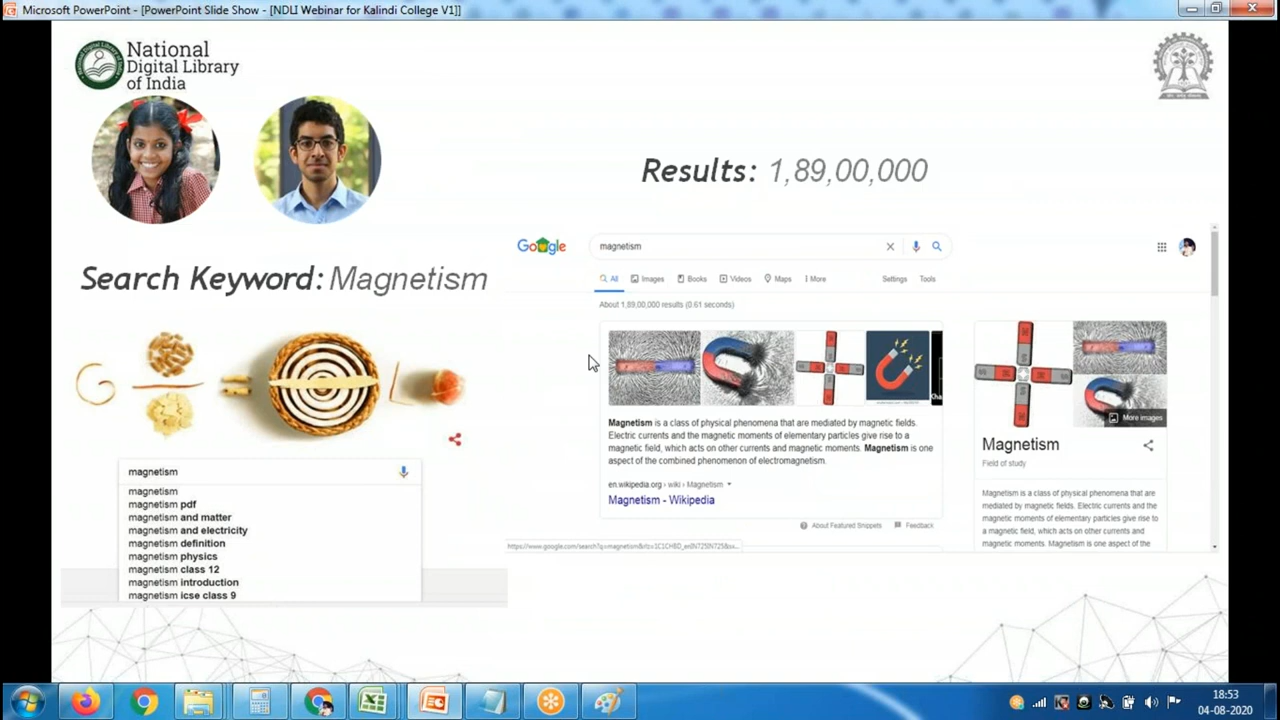 Microsoft PowerPoint - [PowerPoint Slide Show - [NDLI Webinar for Kalindi College V1]]
National
Digital Library
of India
Results: 1,89,00,000
Search Keyword: Magnetism
Google
magnetism
All Images Books Videos Maps More Settings Tools
About 1,89,00,000 results (0.61 seconds)
Magnetism is a class of physical phenomena that are mediated by magnetic fields.
Electric currents and the magnetic moments of elementary particles give rise to a
magnetic field, which acts on other currents and magnetic moments. Magnetism is one
aspect of the combined phenomenon of electromagnetism.
en.wikipedia.org › wiki › Magnetism
Magnetism - Wikipedia
About Featured Snippets Feedback
More images
Magnetism
Field of study
Magnetism is a class of physical phenomena that are
mediated by magnetic fields. Electric currents and the
magnetic moments of elementary particles give rise to
a magnetic field, which acts on other currents and
magnetic moments. Magnetism is one aspect of the
magnetism
magnetism
magnetism pdf
magnetism and matter
magnetism and electricity
magnetism definition
magnetism physics
magnetism class 12
magnetism introduction
magnetism icse class 9
18:53
04-08-2020